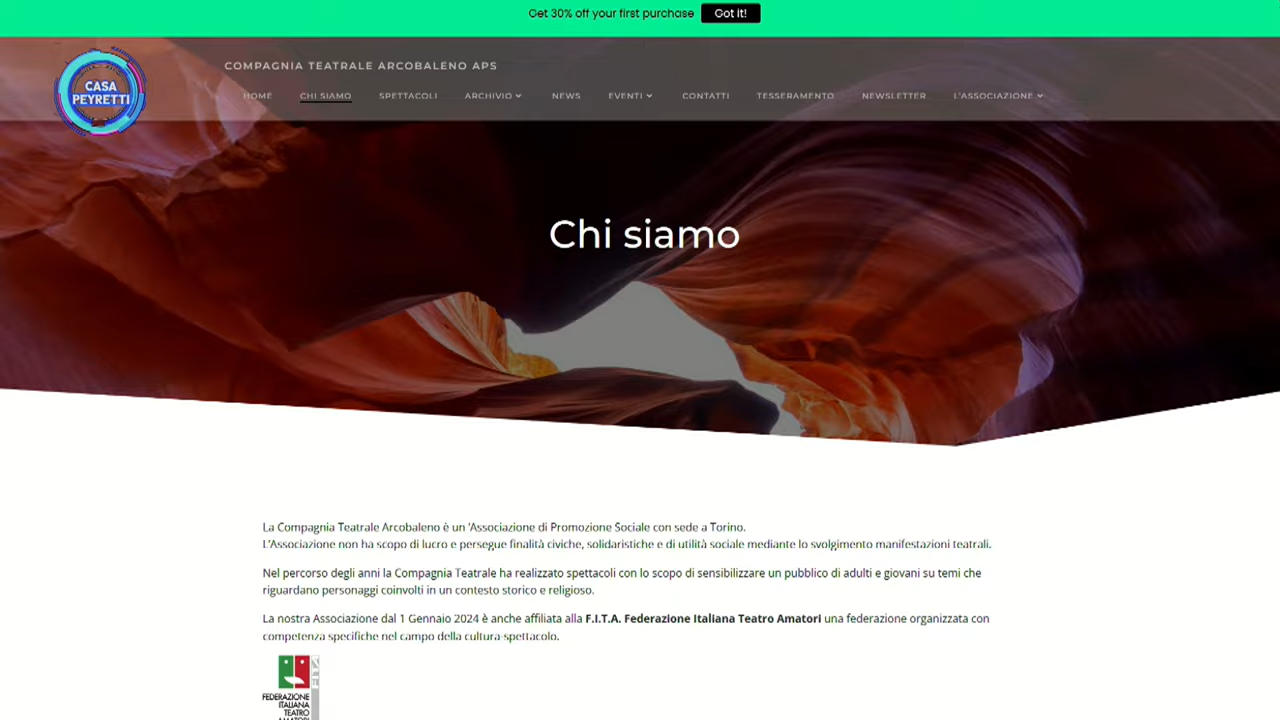 Get 30% off your first purchase Got it!
CASA
PEYRETTI
COMPAGNIA TEATRALE ARCOBALENO APS
HOME CHI SIAMO SPETTACOLI ARCHIVIO NEWS EVENTI CONTATTI TESSERAMENTO NEWSLETTER L'ASSOCIAZIONE
Chi siamo
La Compagnia Teatrale Arcobaleno è un 'Associazione di Promozione Sociale con sede a Torino.
L'Associazione non ha scopo di lucro e persegue finalità civiche, solidaristiche e di utilità sociale mediante lo svolgimento manifestazioni teatrali.
Nel percorso degli anni la Compagnia Teatrale ha realizzato spettacoli con lo scopo di sensibilizzare un pubblico di adulti e giovani su temi che
riguardano personaggi coinvolti in un contesto storico e religioso.
La nostra Associazione dal 1 Gennaio 2024 è anche affiliata alla F.I.T.A. Federazione Italiana Teatro Amatori una federazione organizzata con
competenza specifiche nel campo della cultura-spettacolo.
FITA
FEDERAZIONE
ITALIANA
TEATRO
AMATORI